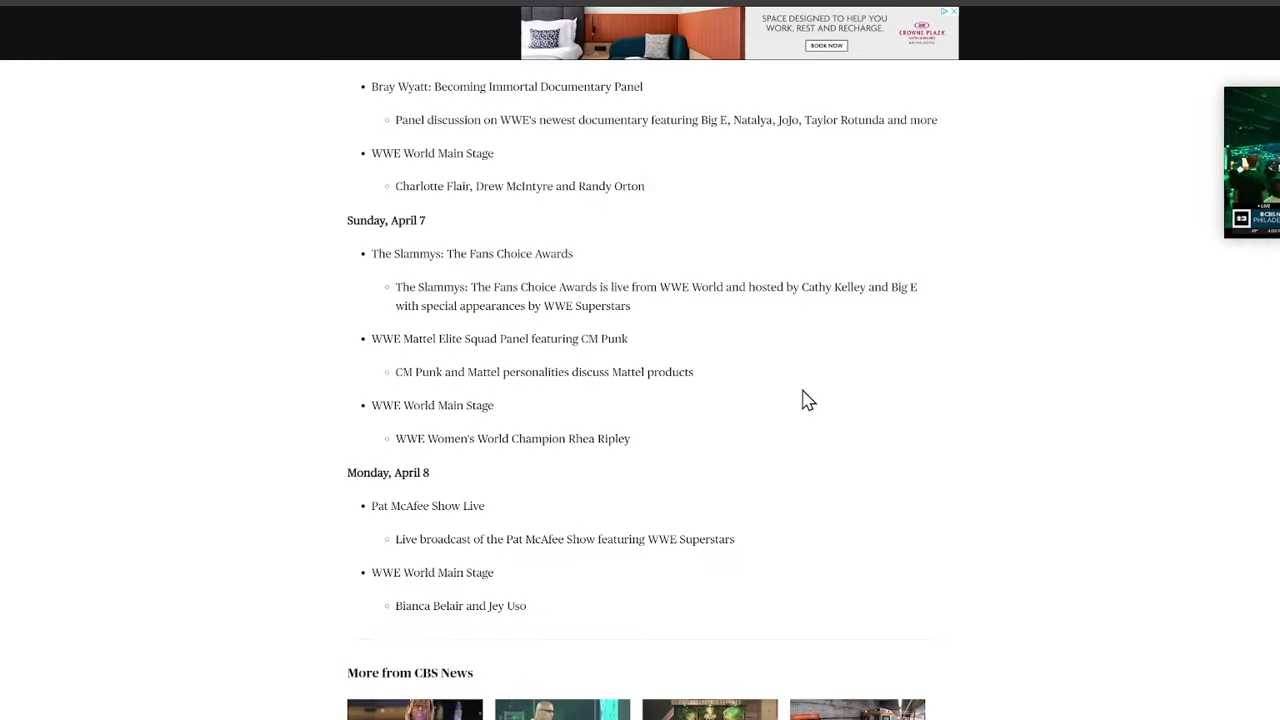 SPACE DESIGNED TO HELP YOU
WORK, REST AND RECHARGE.
BOOK NOW
CROWNE PLAZA
• Bray Wyatt: Becoming Immortal Documentary Panel
◦ Panel discussion on WWE's newest documentary featuring Big E, Natalya, JoJo, Taylor Rotunda and more
• WWE World Main Stage
◦ Charlotte Flair, Drew McIntyre and Randy Orton
Sunday, April 7
• The Slammys: The Fans Choice Awards
◦ The Slammys: The Fans Choice Awards is live from WWE World and hosted by Cathy Kelley and Big E
with special appearances by WWE Superstars
• WWE Mattel Elite Squad Panel featuring CM Punk
◦ CM Punk and Mattel personalities discuss Mattel products
• WWE World Main Stage
◦ WWE Women's World Champion Rhea Ripley
Monday, April 8
• Pat McAfee Show Live
◦ Live broadcast of the Pat McAfee Show featuring WWE Superstars
• WWE World Main Stage
◦ Bianca Belair and Jey Uso
More from CBS News
• LIVE
CBS N
PHILADE